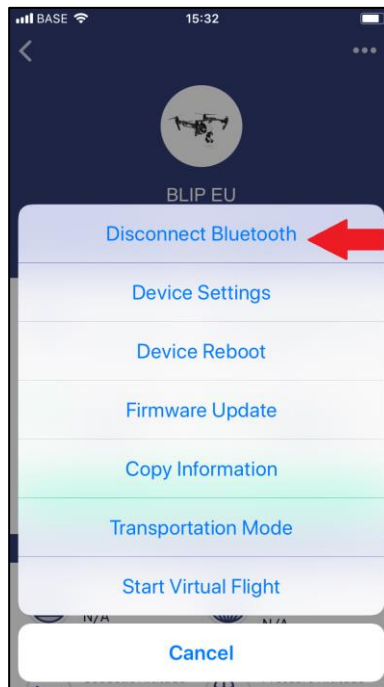 BASE 15:32
BLIP EU
Disconnect Bluetooth
Device Settings
Device Reboot
Firmware Update
Copy Information
Transportation Mode
Start Virtual Flight
N/A N/A
Cancel